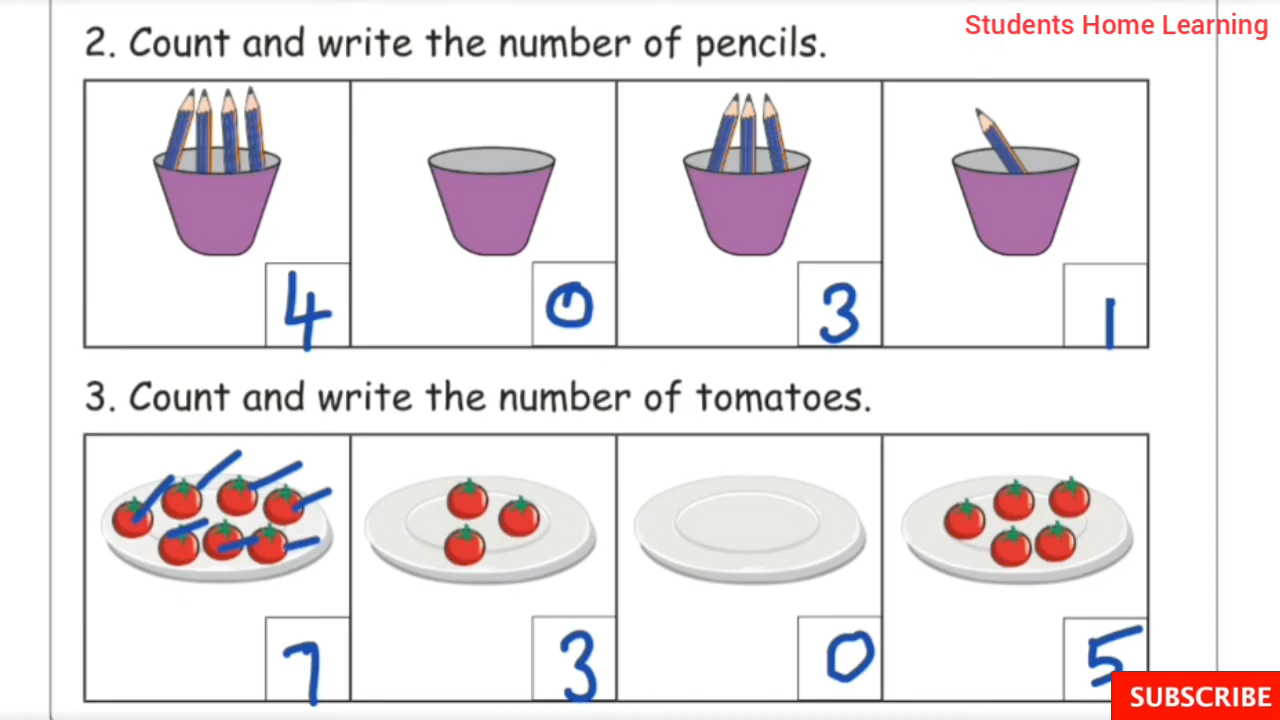 Students Home Learning
2. Count and write the number of pencils.
4 0 3 1
3. Count and write the number of tomatoes.
7 3 0 5
SUBSCRIBE